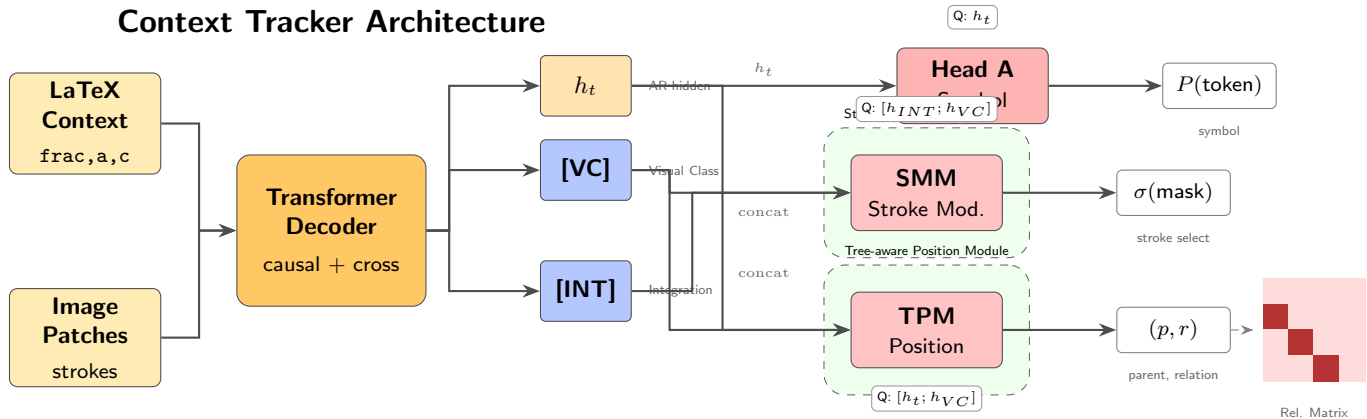 Context Tracker Architecture
LaTeX
Context
frac,a,c
Image
Patches
strokes
Transformer
Decoder
causal + cross
h_t
AR hidden
[VC]
Visual Class
[INT]
Integration
h_t
concat
concat
Q: h_t
Head A
Symbol
Q: [h_INT; h_VC]
St
SMM
Stroke Mod.
Tree-aware Position Module
TPM
Position
Q: [h_t; h_VC]
P(token)
symbol
σ(mask)
stroke select
(p, r)
parent, relation
Rel. Matrix